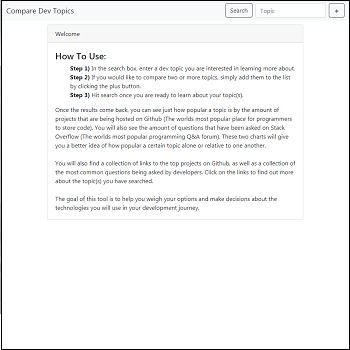 Compare Dev Topics
Search
Topic
+
Welcome
How To Use:
Step 1) In the search box, enter a dev topic you are interested in learning more about.
Step 2) If you would like to compare two or more topics, simply add them to the list
by clicking the plus button.
Step 3) Hit search once you are ready to learn about your topic(s).
Once the results come back, you can see just how popular a topic is by the amount of
projects that are being hosted on Github (The worlds most popular place for programmers
to store code). You will also see the amount of questions that have been asked on Stack
Overflow (The worlds most popular programming Q&A forum). These two charts will give
you a better idea of how popular a certain topic alone or relative to one another.
You will also find a collection of links to the top projects on Github, as well as a collection of
the most common questions being asked by developers. Click on the links to find out more
about the topic(s) you have searched.
The goal of this tool is to help you weigh your options and make decisions about the
technologies you will use in your development journey.